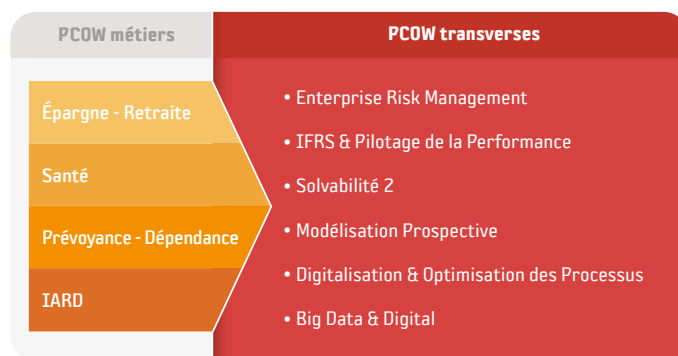 PCOW métiers
Épargne - Retraite
Santé
Prévoyance - Dépendance
IARD
PCOW transverses
• Enterprise Risk Management
• IFRS & Pilotage de la Performance
• Solvabilité 2
• Modélisation Prospective
• Digitalisation & Optimisation des Processus
• Big Data & Digital